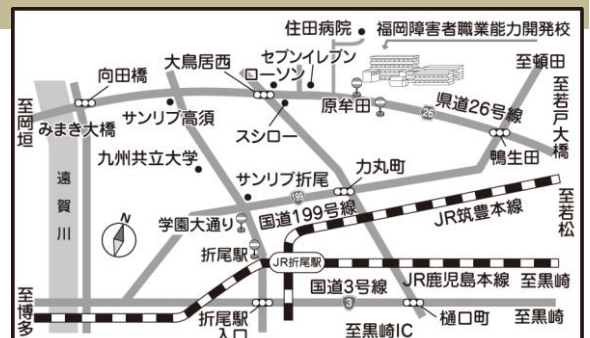 住田病院
福岡障害者職業能力開発校
セブンイレブン
大鳥居西
ローソン
向田橋
至頓田
至岡垣
みまき大橋
サンリブ高須
スシロー
原牟田
26
県道26号線
至若戸大橋
九州共立大学
力丸町
鴨生田
サンリブ折尾
199
遠賀川
N
学園大通り
国道199号線
JR筑豊本線
至若松
折尾駅
JR折尾駅
JR鹿児島本線
至黒崎
国道3号線
3
至博多
折尾駅入口
樋口町
至黒崎
至黒崎IC